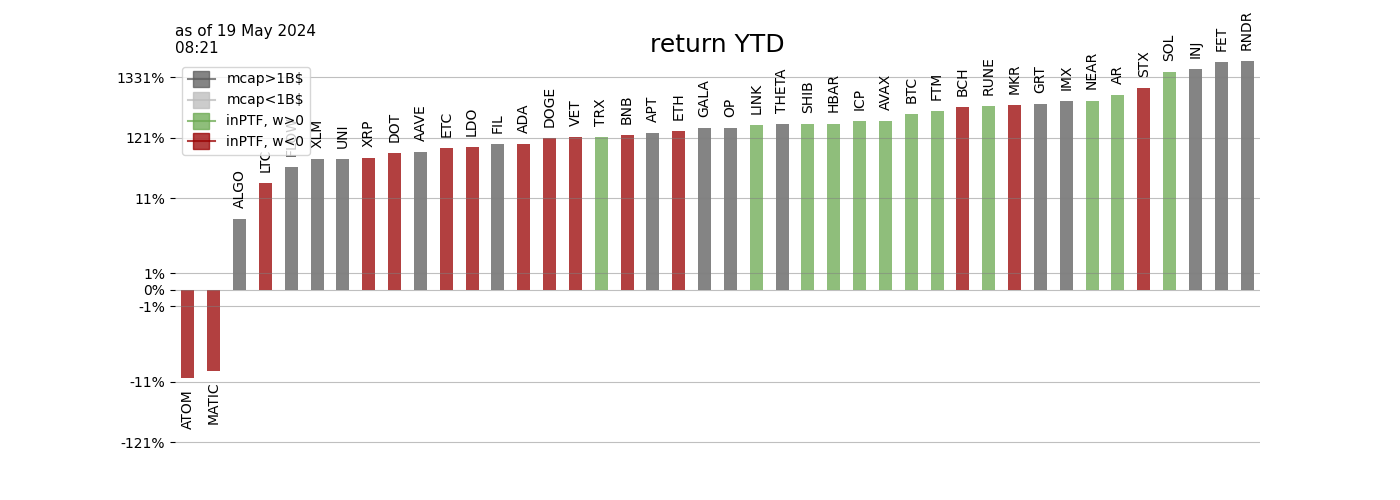 as of 19 May 2024
08:21
return YTD
mcap>1B$
mcap<1B$
inPTF, w>0
inPTF, w<0
1331%
121%
11%
1%
0%
-1%
-11%
-121%
ATOM
MATIC
ALGO
LTC
FLOW
XLM
UNI
XRP
DOT
AAVE
ETC
LDO
FIL
ADA
DOGE
VET
TRX
BNB
APT
ETH
GALA
OP
LINK
THETA
SHIB
HBAR
ICP
AVAX
BTC
FTM
BCH
RUNE
MKR
GRT
IMX
NEAR
AR
STX
SOL
INJ
FET
RNDR